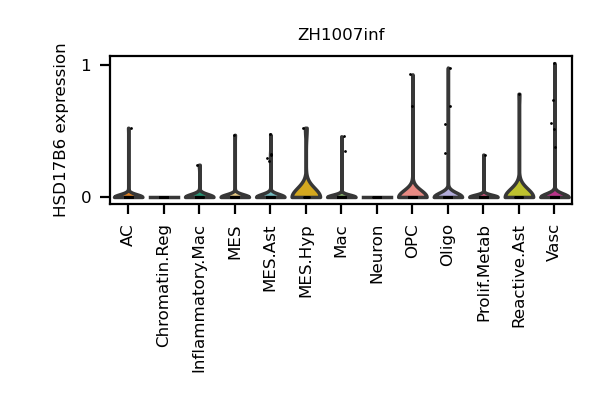 ZH1007inf
HSD17B6 expression
1
0
AC
Chromatin.Reg
Inflammatory.Mac
MES
MES.Ast
MES.Hyp
Mac
Neuron
OPC
Oligo
Prolif.Metab
Reactive.Ast
Vasc